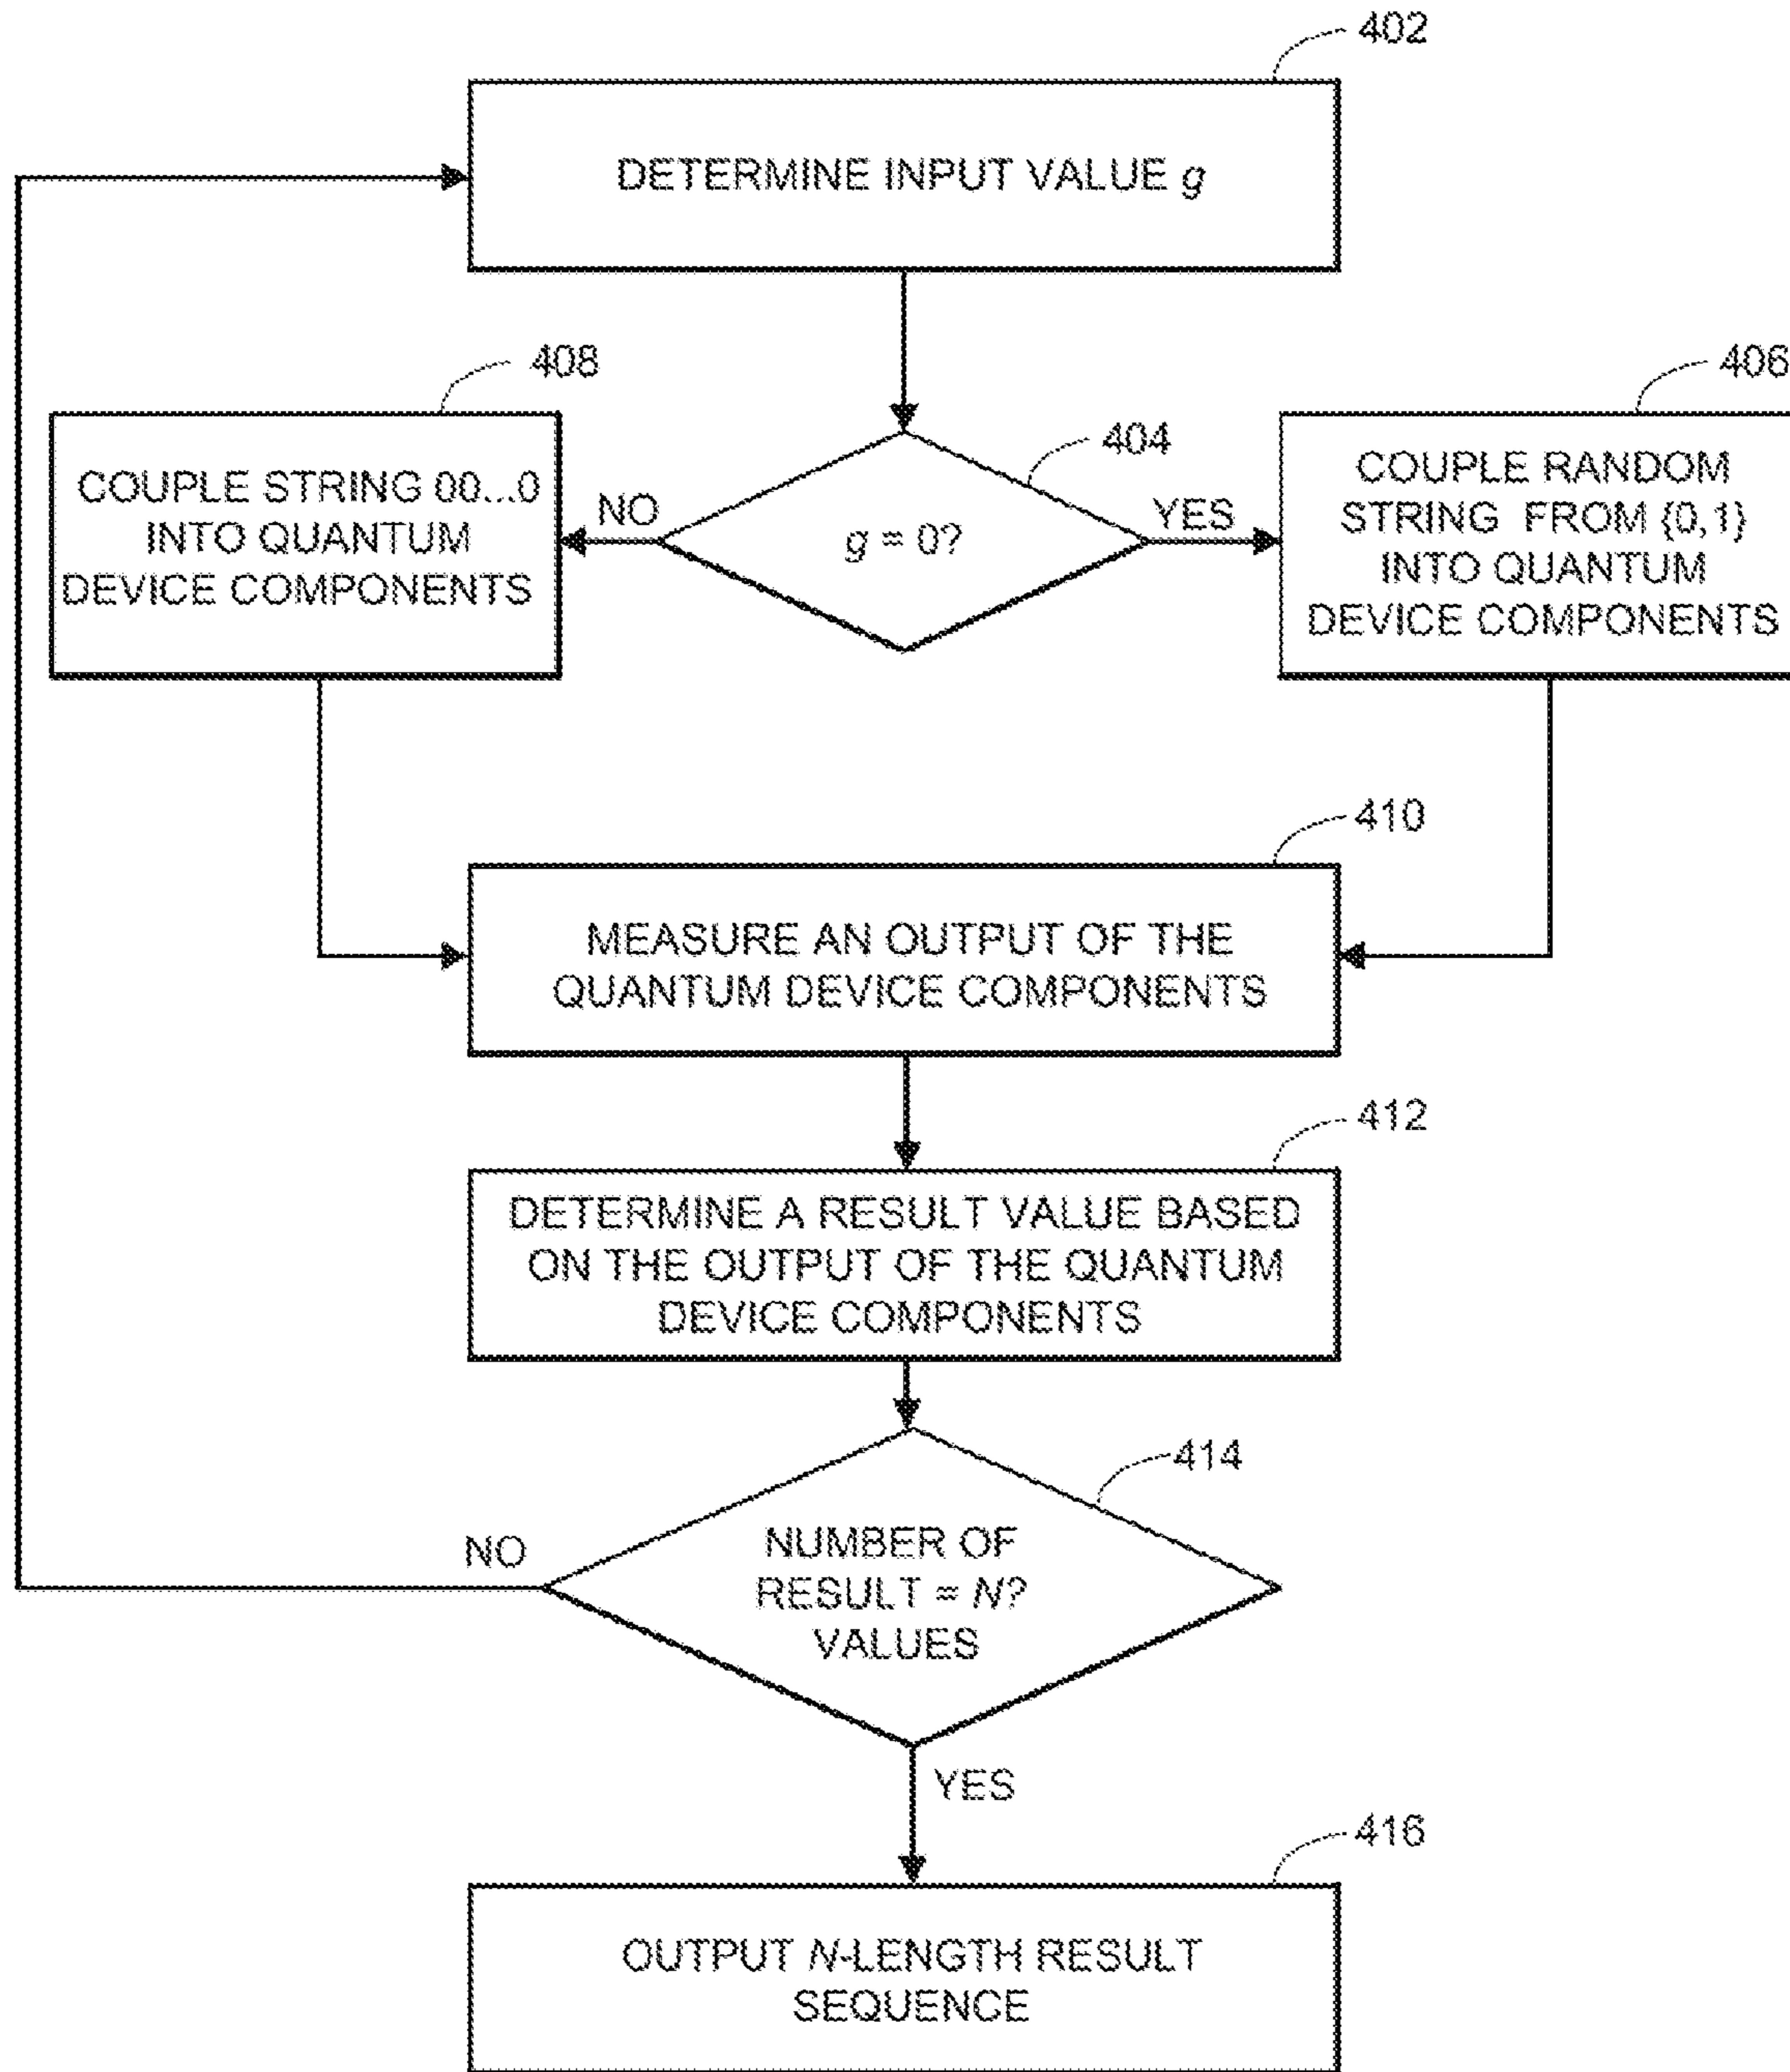 402
DETERMINE INPUT VALUE g
408
406
404
COUPLE STRING 00...0
INTO QUANTUM
DEVICE COMPONENTS
NO
g = 0?
YES
COUPLE RANDOM
STRING FROM {0,1}
INTO QUANTUM
DEVICE COMPONENTS
410
MEASURE AN OUTPUT OF THE
QUANTUM DEVICE COMPONENTS
412
DETERMINE A RESULT VALUE BASED
ON THE OUTPUT OF THE QUANTUM
DEVICE COMPONENTS
414
NO
NUMBER OF
RESULT = N?
VALUES
YES
416
OUTPUT N-LENGTH RESULT
SEQUENCE